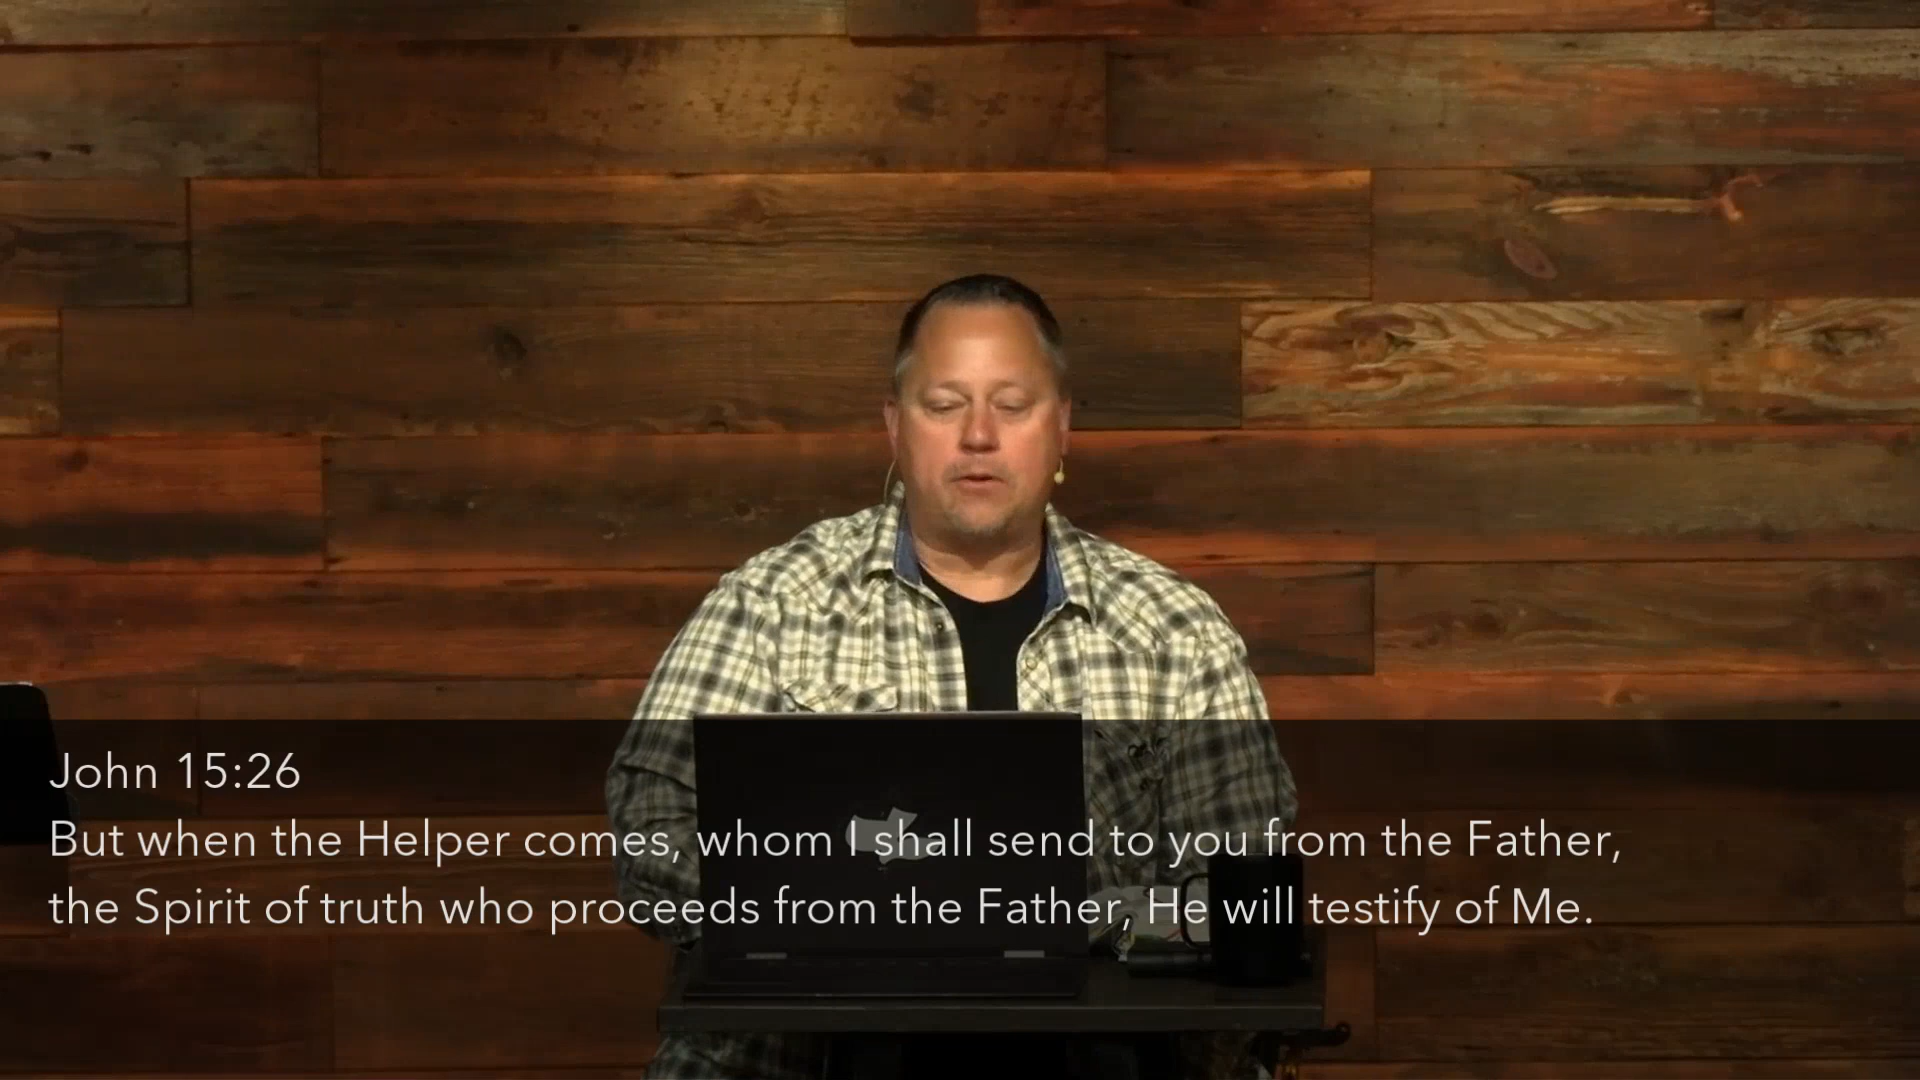 John 15:26
But when the Helper comes, whom I shall send to you from the Father,
the Spirit of truth who proceeds from the Father, He will testify of Me.